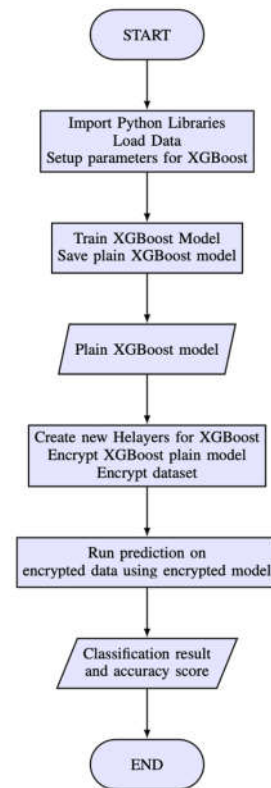 START
Import Python Libraries
Load Data
Setup parameters for XGBoost
Train XGBoost Model
Save plain XGBoost model
Plain XGBoost model
Create new Helayers for XGBoost
Encrypt XGBoost plain model
Encrypt dataset
Run prediction on
encrypted data using encrypted model
Classification result
and accuracy score
END